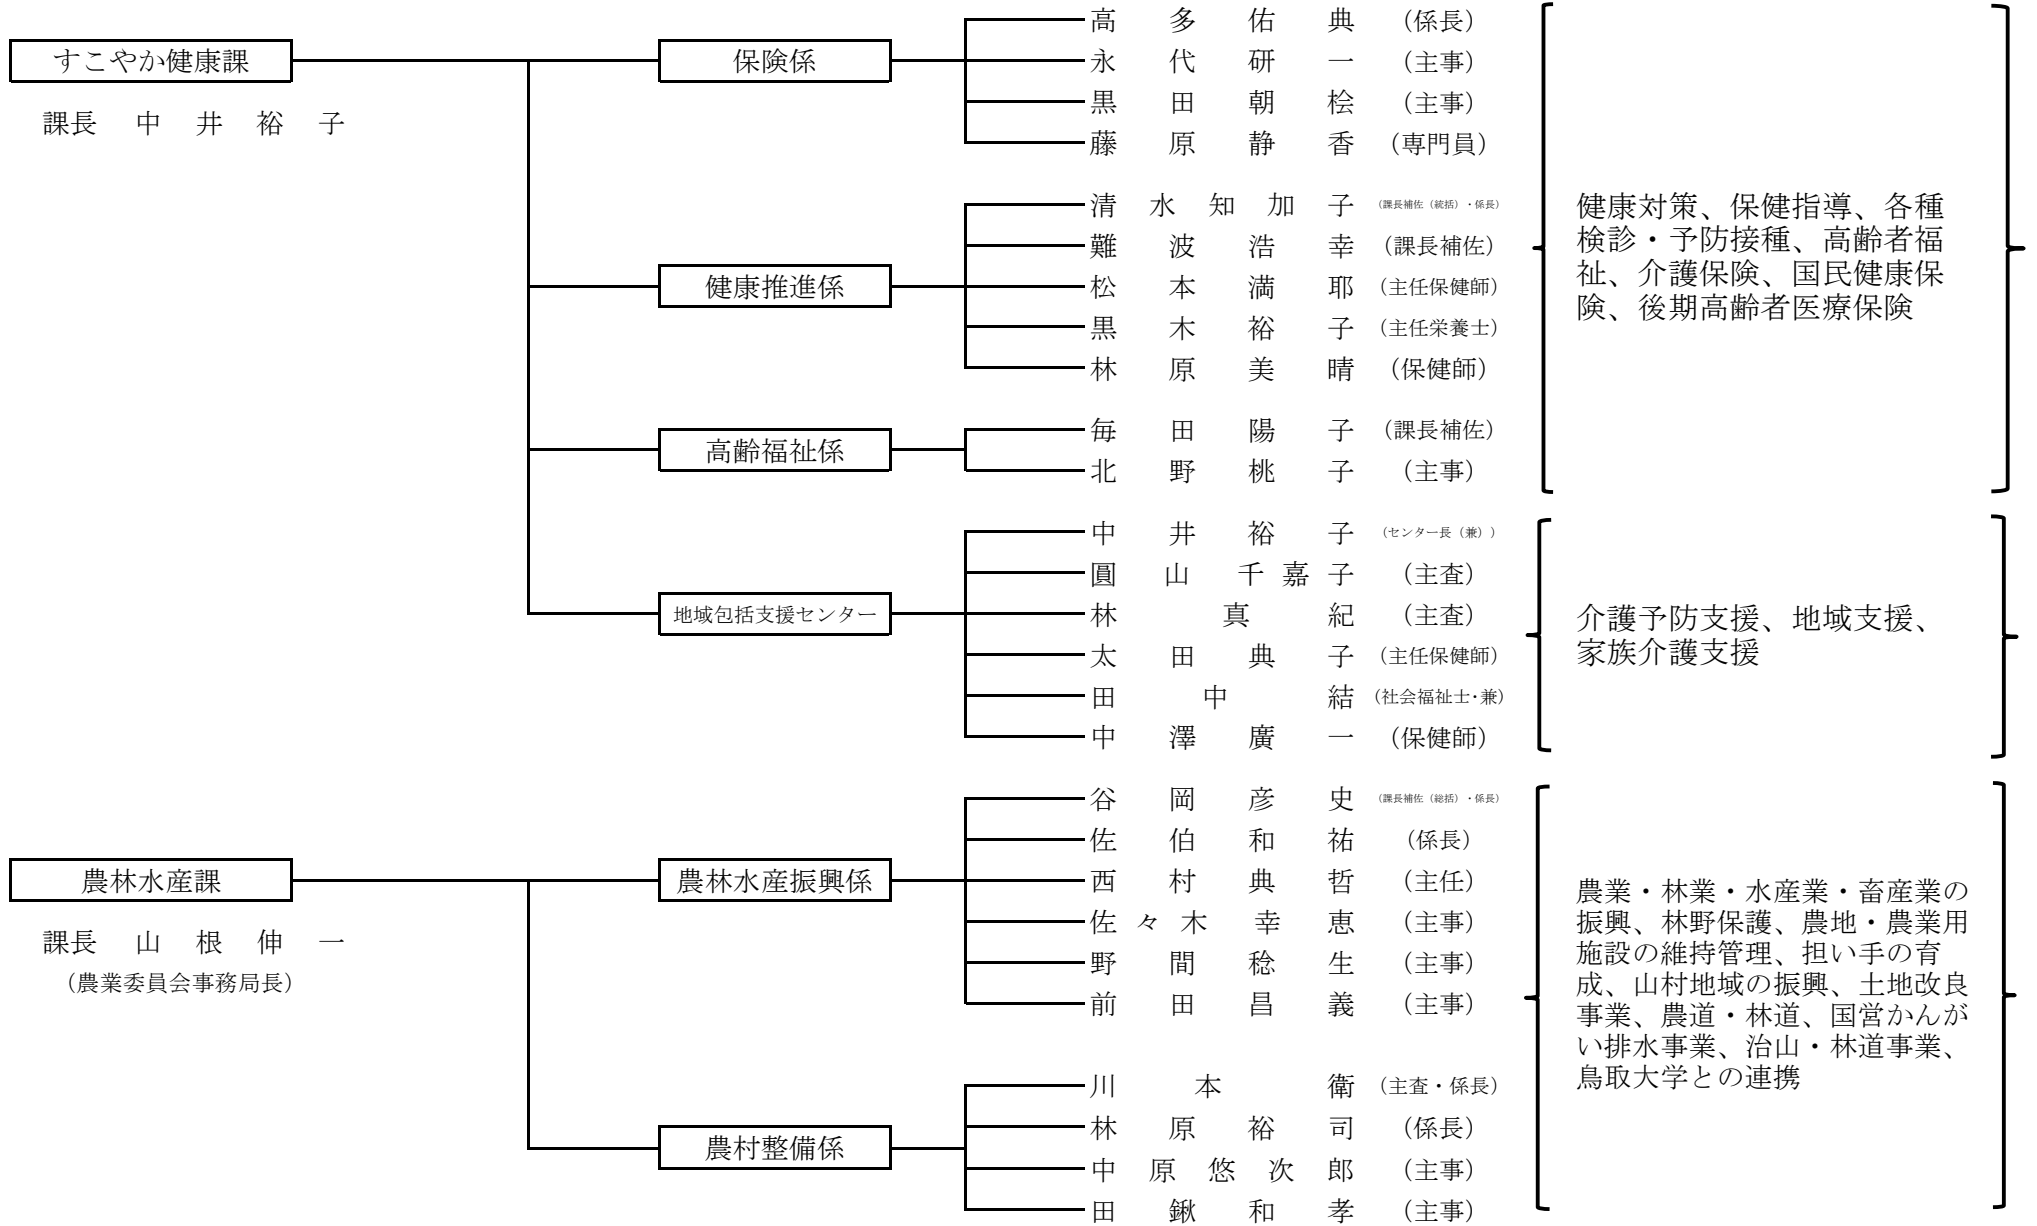 すこやか健康課
課長 中井裕子
保険係
高多佑典 (係長)
永代研一 (主事)
黒田朝桧 (主事)
藤原静香 (専門員)
健康推進係
清水知加子 (課長補佐(統括)・係長)
難波浩幸 (課長補佐)
松本満耶 (主任保健師)
黒木裕子 (主任栄養士)
林原美晴 (保健師)
高齢福祉係
毎田陽子 (課長補佐)
北野桃子 (主事)
健康対策、保健指導、各種
検診・予防接種、高齢者福
祉、介護保険、国民健康保
険、後期高齢者医療保険
地域包括支援センター
中井裕子 (センター長(兼))
圓山千嘉子 (主査)
林真紀 (主査)
太田典子 (主任保健師)
田中結 (社会福祉士・兼)
中澤廣一 (保健師)
介護予防支援、地域支援、
家族介護支援
農林水産課
課長 山根伸一
(農業委員会事務局長)
農林水産振興係
谷岡彦史 (課長補佐(総括)・係長)
佐伯和祐 (係長)
西村典哲 (主任)
佐々木幸恵 (主事)
野間稔生 (主事)
前田昌義 (主事)
農村整備係
川本衛 (主査・係長)
林原裕司 (係長)
中原悠次郎 (主事)
田鍬和孝 (主事)
農業・林業・水産業・畜産業の
振興、林野保護、農地・農業用
施設の維持管理、担い手の育
成、山村地域の振興、土地改良
事業、農道・林道、国営かんが
い排水事業、治山・林道事業、
鳥取大学との連携